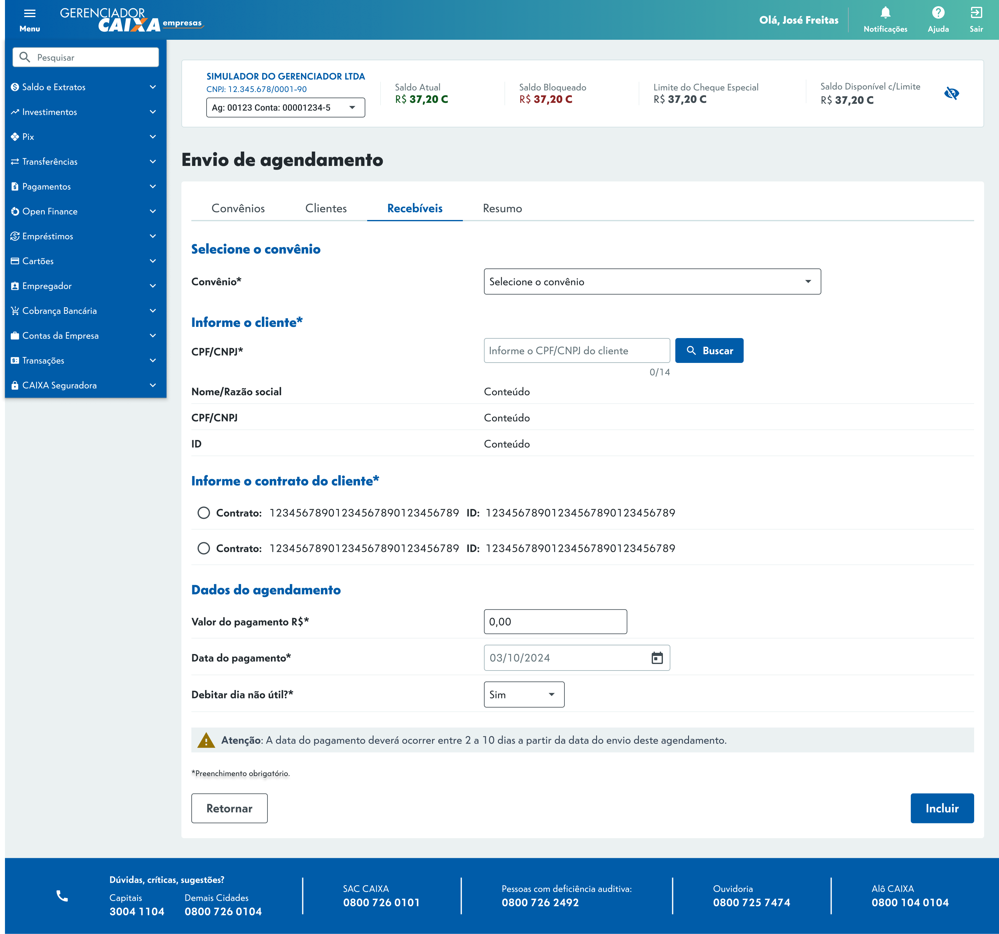 Menu
GERENCIADOR
CAIXA empresas
Olá, José Freitas
Notificações
Ajuda
Sair
Pesquisar
Saldo e Extratos
Investimentos
Pix
Transferências
Pagamentos
Open Finance
Empréstimos
Cartões
Empregador
Cobrança Bancária
Contas da Empresa
Transações
CAIXA Seguradora
SIMULADOR DO GERENCIADOR LTDA
CNPJ: 12.345.678/0001-90
Ag: 00123 Conta: 00001234-5
Saldo Atual
R$ 37,20 C
Saldo Bloqueado
R$ 37,20 C
Limite do Cheque Especial
R$ 37,20 C
Saldo Disponível c/Limite
R$ 37,20 C
Envio de agendamento
Convênios Clientes Recebíveis Resumo
Selecione o convênio
Convênio* Selecione o convênio
Informe o cliente*
CPF/CNPJ* Informe o CPF/CNPJ do cliente Buscar
0/14
Nome/Razão social Conteúdo
CPF/CNPJ Conteúdo
ID Conteúdo
Informe o contrato do cliente*
Contrato: 12345678901234567890123456789 ID: 12345678901234567890123456789
Contrato: 12345678901234567890123456789 ID: 12345678901234567890123456789
Dados do agendamento
Valor do pagamento R$* 0,00
Data do pagamento* 03/10/2024
Debitar dia não útil?* Sim
Atenção: A data do pagamento deverá ocorrer entre 2 a 10 dias a partir da data do envio deste agendamento.
*Preenchimento obrigatório.
Retornar Incluir
Dúvidas, críticas, sugestões?
Capitais
3004 1104
Demais Cidades
0800 726 0104
SAC CAIXA
0800 726 0101
Pessoas com deficiência auditiva:
0800 726 2492
Ouvidoria
0800 725 7474
Alô CAIXA
0800 104 0104